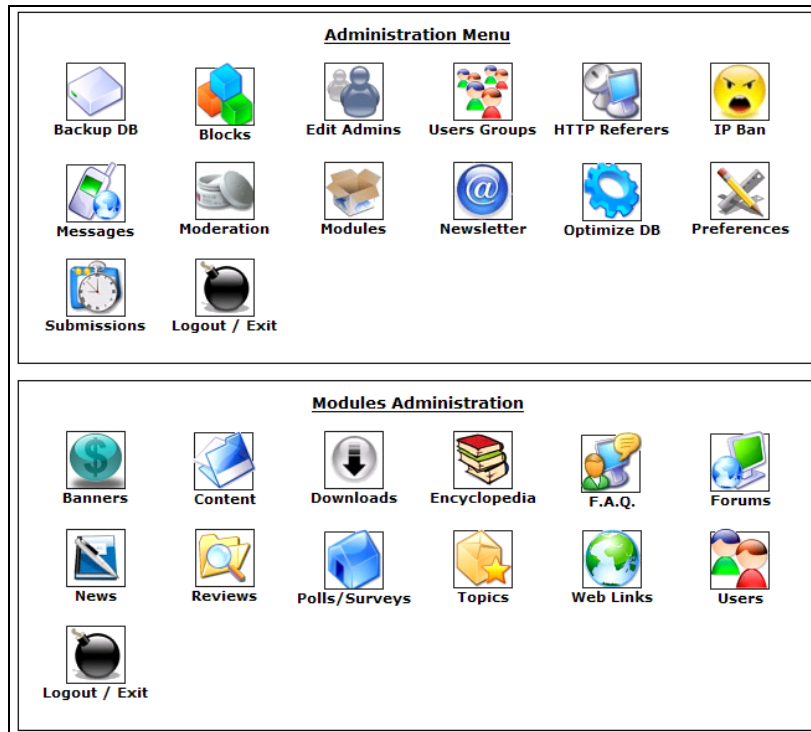 Administration Menu
Backup DB Blocks Edit Admins Users Groups HTTP Referers IP Ban
Messages Moderation Modules Newsletter Optimize DB Preferences
Submissions Logout / Exit
Modules Administration
Banners Content Downloads Encyclopedia F.A.Q. Forums
News Reviews Polls/Surveys Topics Web Links Users
Logout / Exit